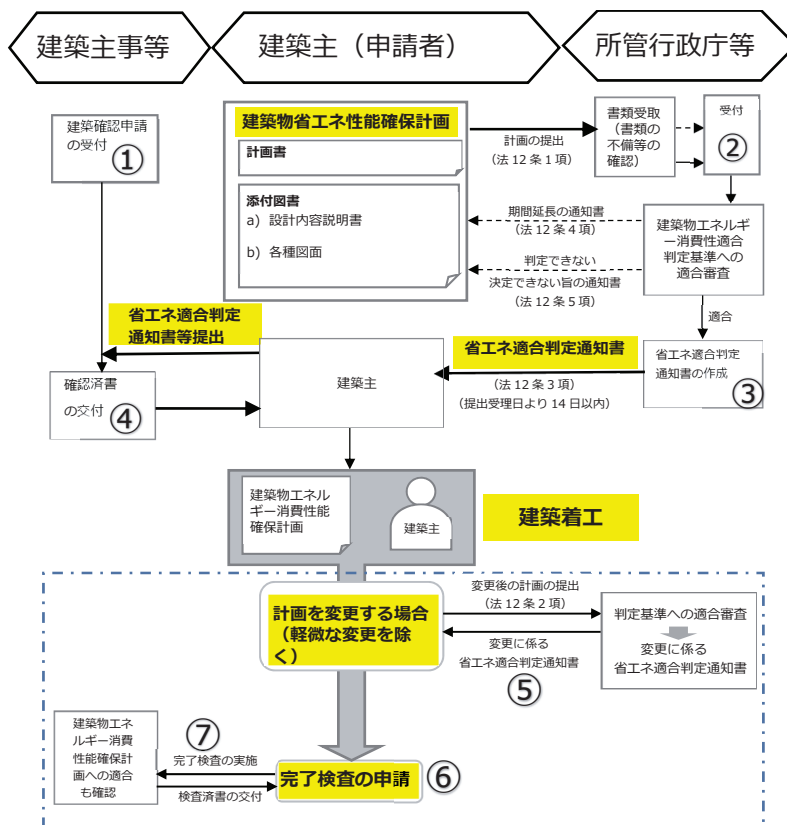 建築主事等
建築主（申請者）
所管行政庁等
建築確認申請
の受付
①
建築物省エネ性能確保計画
計画書
添付図書
a) 設計内容説明書
b) 各種図面
計画の提出
（法 12 条 1 項）
書類受取
（書類の
不備等の
確認）
受付
②
期間延長の通知書
（法 12 条 4 項）
判定できない
決定できない旨の通知書
（法 12 条 5 項）
建築物エネルギ
ー消費性適合
判定基準への
適合審査
適合
省エネ適合判定
通知書等提出
省エネ適合判定通知書
（法 12 条 3 項）
（提出受理日より 14 日以内）
省エネ適合判定
通知書の作成
③
確認済書
の交付
④
建築主
建築物エネル
ギー消費性能
確保計画
建築主
建築着工
計画を変更する場合
（軽微な変更を除
く）
変更後の計画の提出
（法 12 条 2 項）
変更に係る
省エネ適合判定通知書
⑤
判定基準への適合審査
変更に係る
省エネ適合判定通知書
建築物エネ
ルギー消費
性能確保計
画への適合
も確認
⑦
完了検査の実施
検査済書の交付
完了検査の申請
⑥